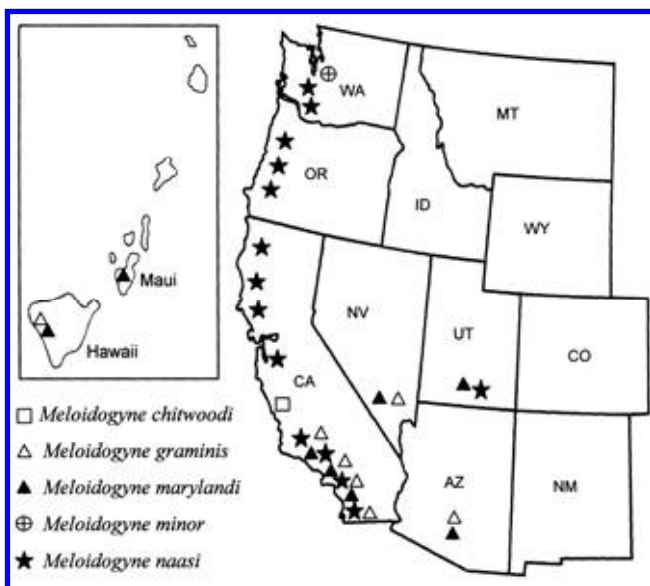 WA
MT
OR
ID
WY
Maui
NV
UT
CO
Hawaii
CA
Meloidogyne chitwoodi
Meloidogyne graminis
AZ
NM
Meloidogyne marylandi
Meloidogyne minor
Meloidogyne naasi